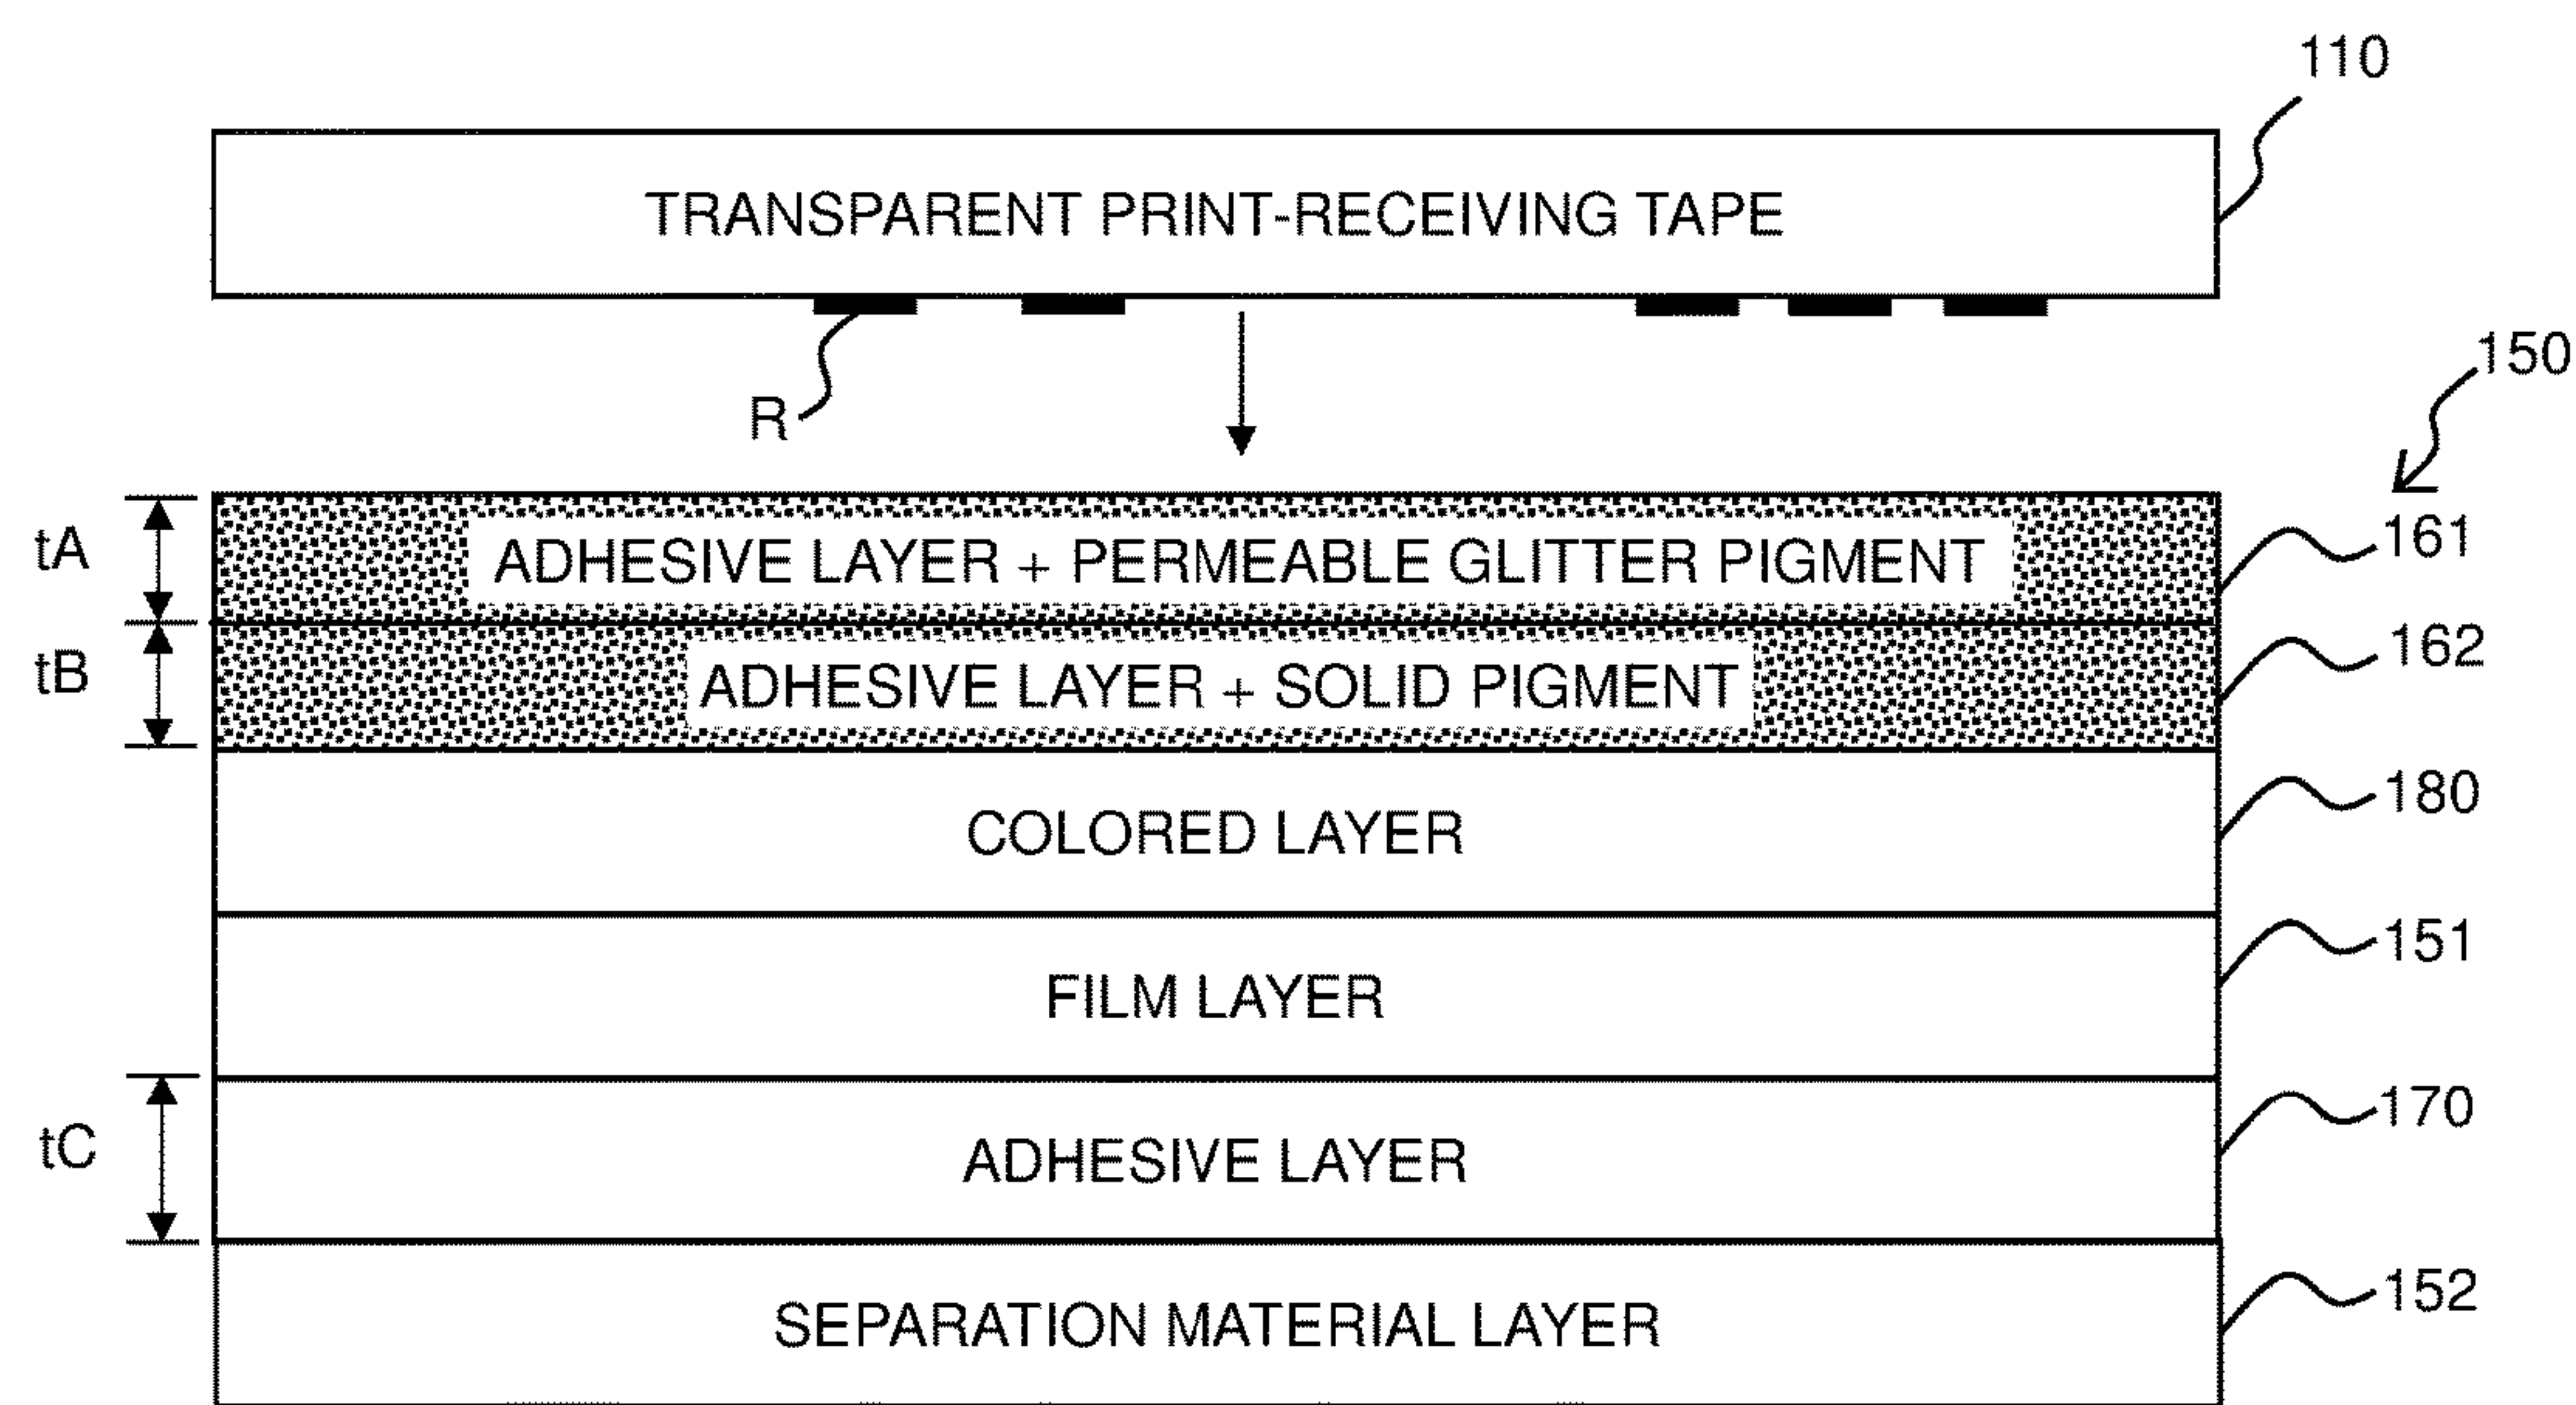 110
TRANSPARENT PRINT-RECEIVING TAPE
R
150
tA
ADHESIVE LAYER + PERMEABLE GLITTER PIGMENT
161
tB
ADHESIVE LAYER + SOLID PIGMENT
162
COLORED LAYER
180
FILM LAYER
151
tC
ADHESIVE LAYER
170
SEPARATION MATERIAL LAYER
152